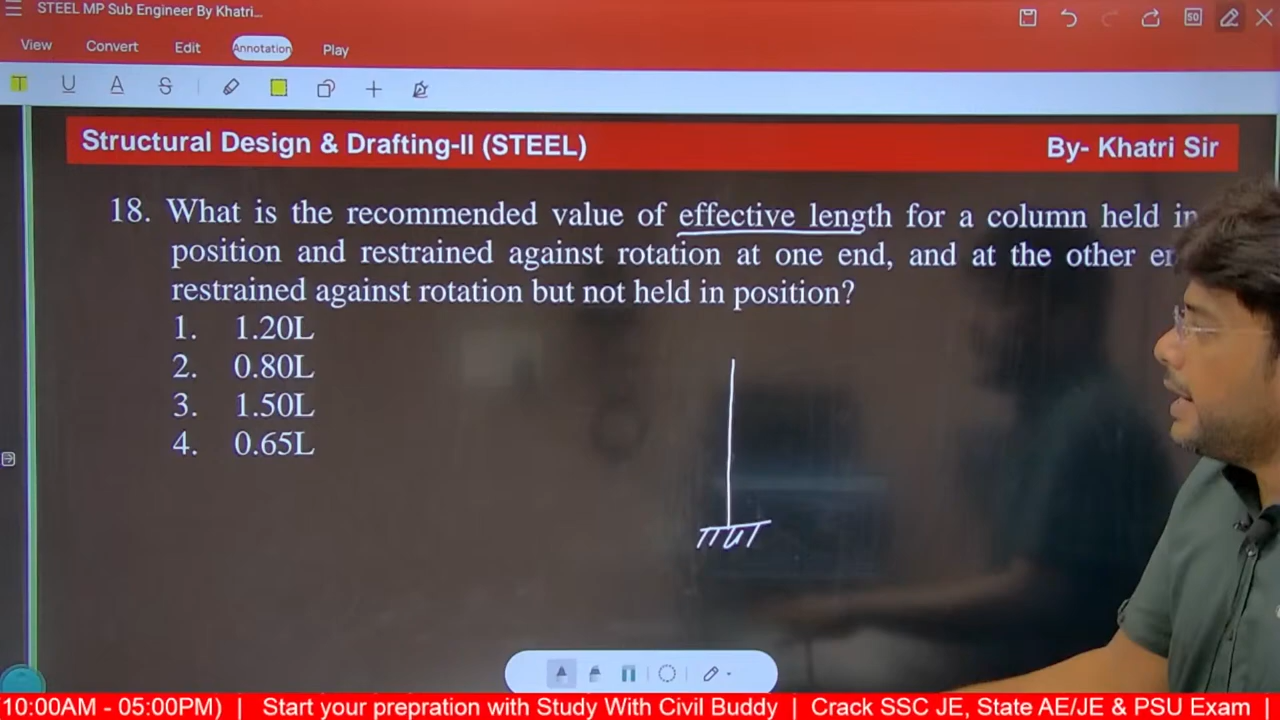 STEEL MP Sub Engineer By Khatri...
View Convert Edit Annotation Play
T U A S
Structural Design & Drafting-II (STEEL) By- Khatri Sir
18. What is the recommended value of effective length for a column held in
position and restrained against rotation at one end, and at the other
restrained against rotation but not held in position?
1. 1.20L
2. 0.80L
3. 1.50L
4. 0.65L
10:00AM - 05:00PM) | Start your prepration with Study With Civil Buddy | Crack SSC JE, State AE/JE & PSU Exam |